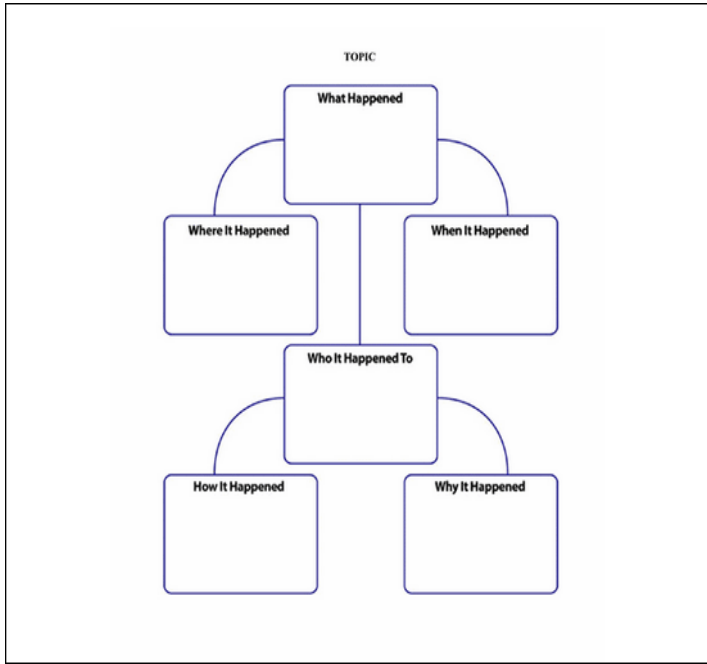 TOPIC
What Happened
Where It Happened
When It Happened
Who It Happened To
How It Happened
Why It Happened